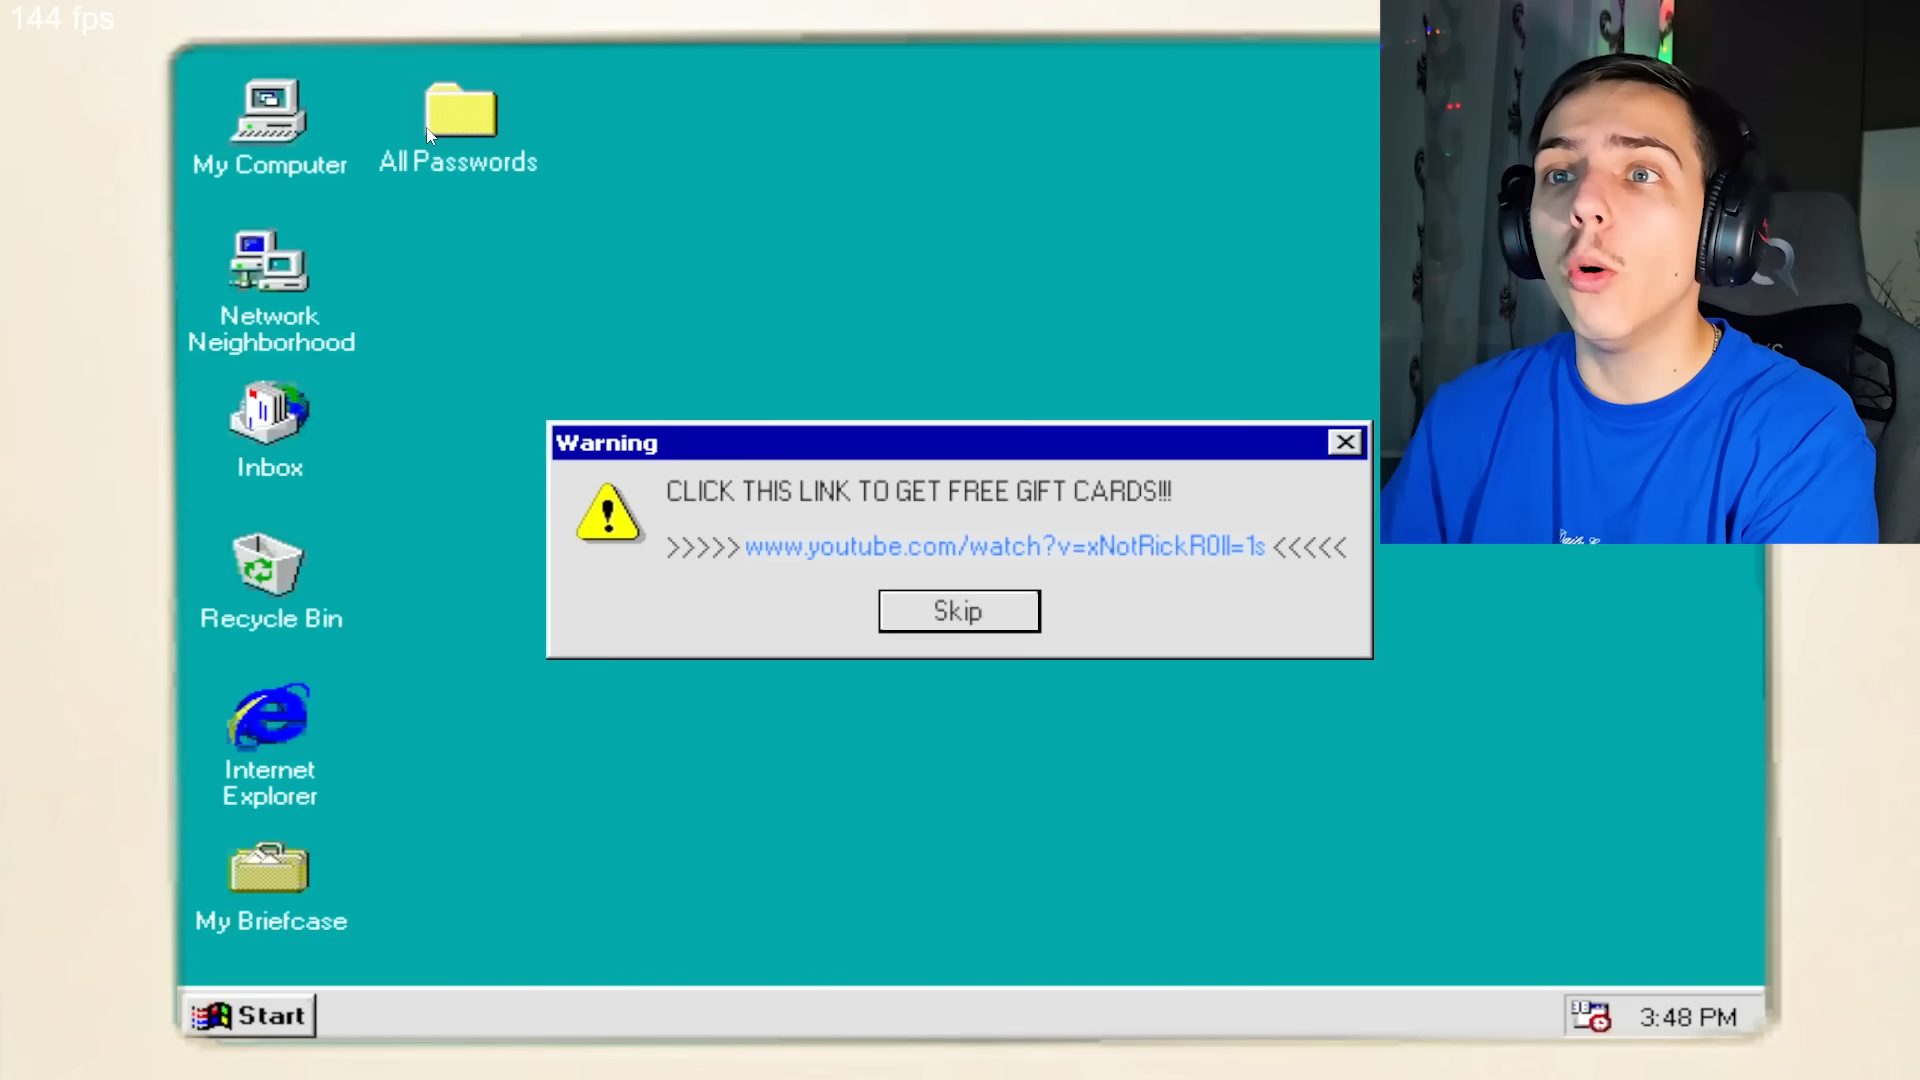 144 fps
My Computer
All Passwords
Network
Neighborhood
Inbox
Recycle Bin
Internet
Explorer
My Briefcase
Warning
CLICK THIS LINK TO GET FREE GIFT CARDS!!!
>>>>> www.youtube.com/watch?v=xNotRickR0ll=1s <<<<<
Skip
Start
3:48 PM